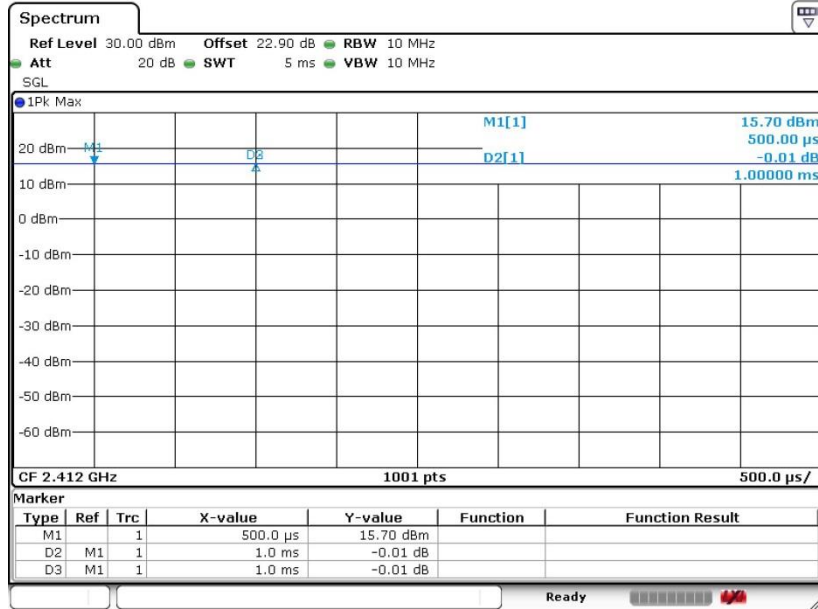 Spectrum
Ref Level 30.00 dBm Offset 22.90 dB RBW 10 MHz
Att 20 dB SWT 5 ms VBW 10 MHz
SGL
1Pk Max
M1[1] 15.70 dBm
500.00 µs
20 dBm M1
D2[1] -0.01 dB
1.00000 ms
10 dBm
0 dBm
-10 dBm
-20 dBm
-30 dBm
-40 dBm
-50 dBm
-60 dBm
CF 2.412 GHz 1001 pts 500.0 µs/
Marker
Type Ref Trc X-value Y-value Function Function Result
M1 1 500.0 µs 15.70 dBm
D2 M1 1 1.0 ms -0.01 dB
D3 M1 1 1.0 ms -0.01 dB
Ready